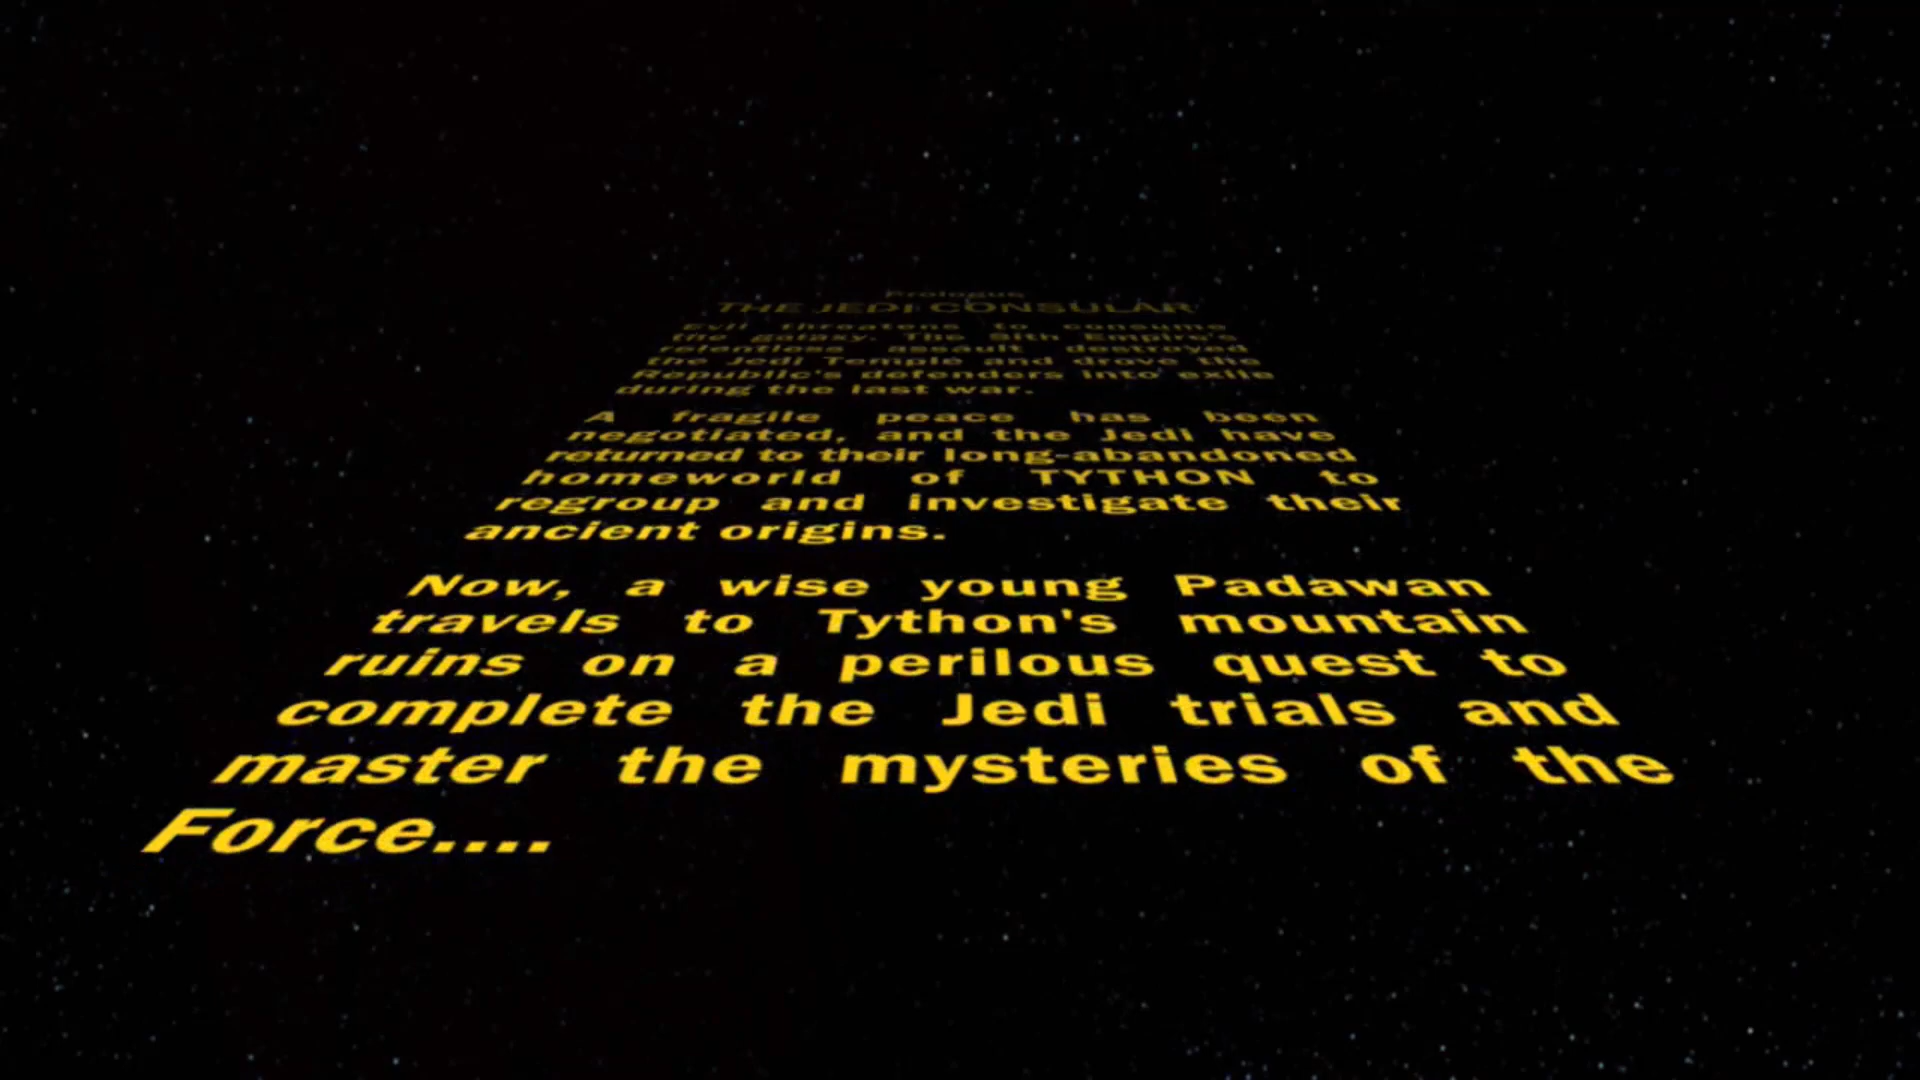 Prologue
THE JEDI CONSULAR
Evil threatens to consume
the galaxy. The Sith Empire's
relentless assault destroyed
the Jedi Temple and drove the
Republic's defenders into exile
during the last war.
A fragile peace has been
negotiated, and the Jedi have
returned to their long-abandoned
homeworld of TYTHON to
regroup and investigate their
ancient origins.
Now, a wise young Padawan
travels to Tython's mountain
ruins on a perilous quest to
complete the Jedi trials and
master the mysteries of the
Force....